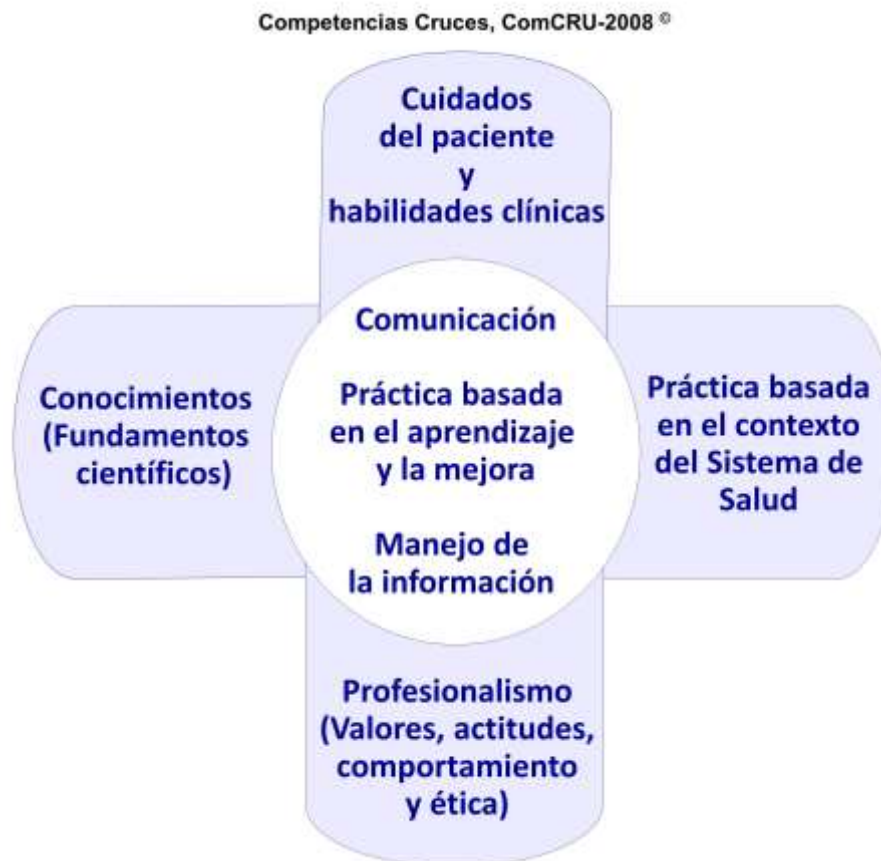 Competencias Cruces, ComCRU-2008 ©
Cuidados
del paciente
y
habilidades clínicas
Conocimientos
(Fundamentos
científicos)
Comunicación
Práctica basada
en el aprendizaje
y la mejora
Manejo de
la información
Práctica basada
en el contexto
del Sistema de
Salud
Profesionalismo
(Valores, actitudes,
comportamiento
y ética)